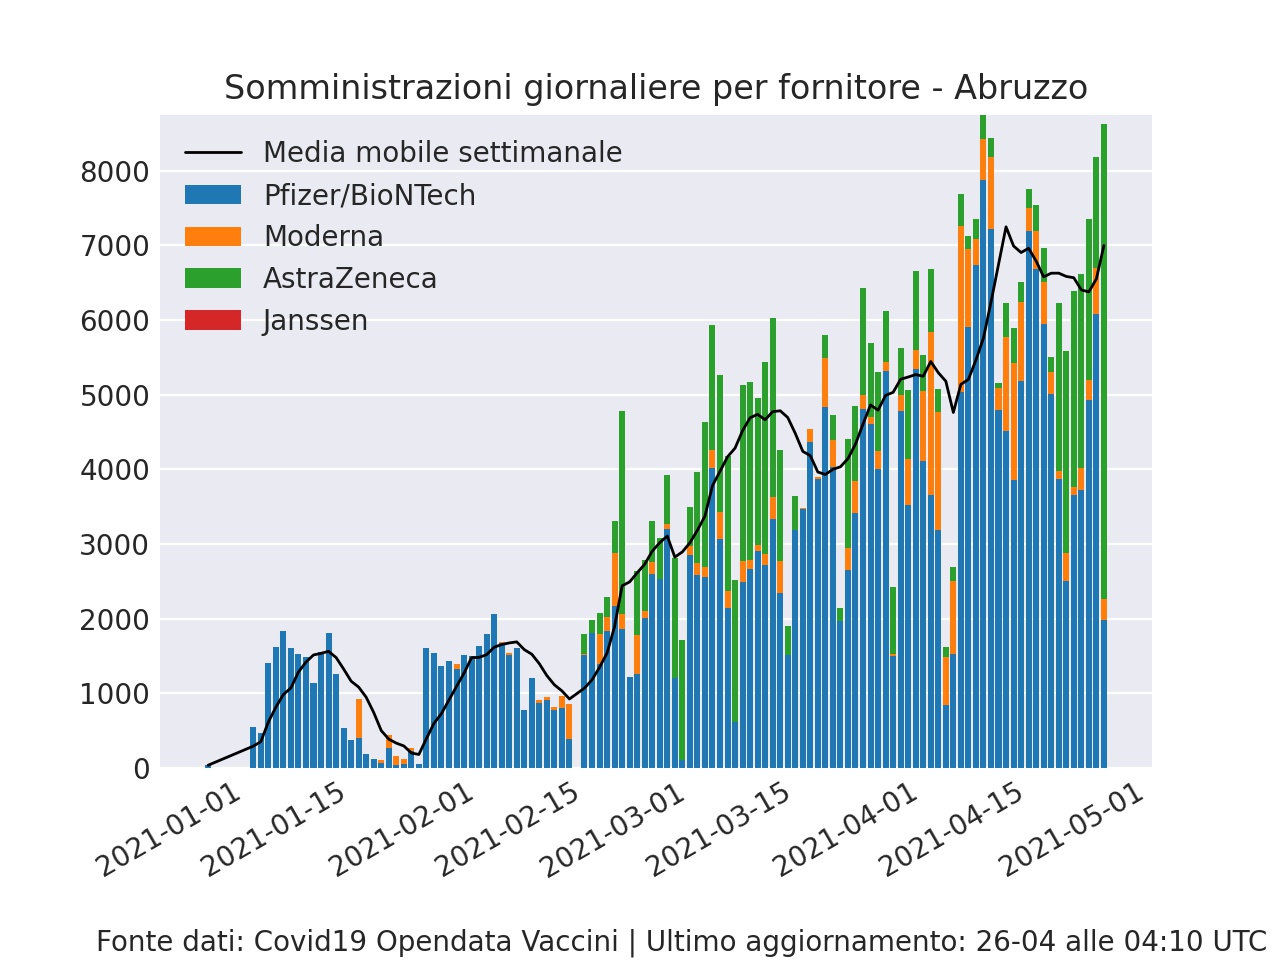 Somministrazioni giornaliere per fornitore - Abruzzo
Media mobile settimanale
Pfizer/BioNTech
Moderna
AstraZeneca
Janssen
8000
7000
6000
5000
4000
3000
2000
1000
0
2021-01-01
2021-01-15
2021-02-01
2021-02-15
2021-03-01
2021-03-15
2021-04-01
2021-04-15
2021-05-01
Fonte dati: Covid19 Opendata Vaccini | Ultimo aggiornamento: 26-04 alle 04:10 UTC